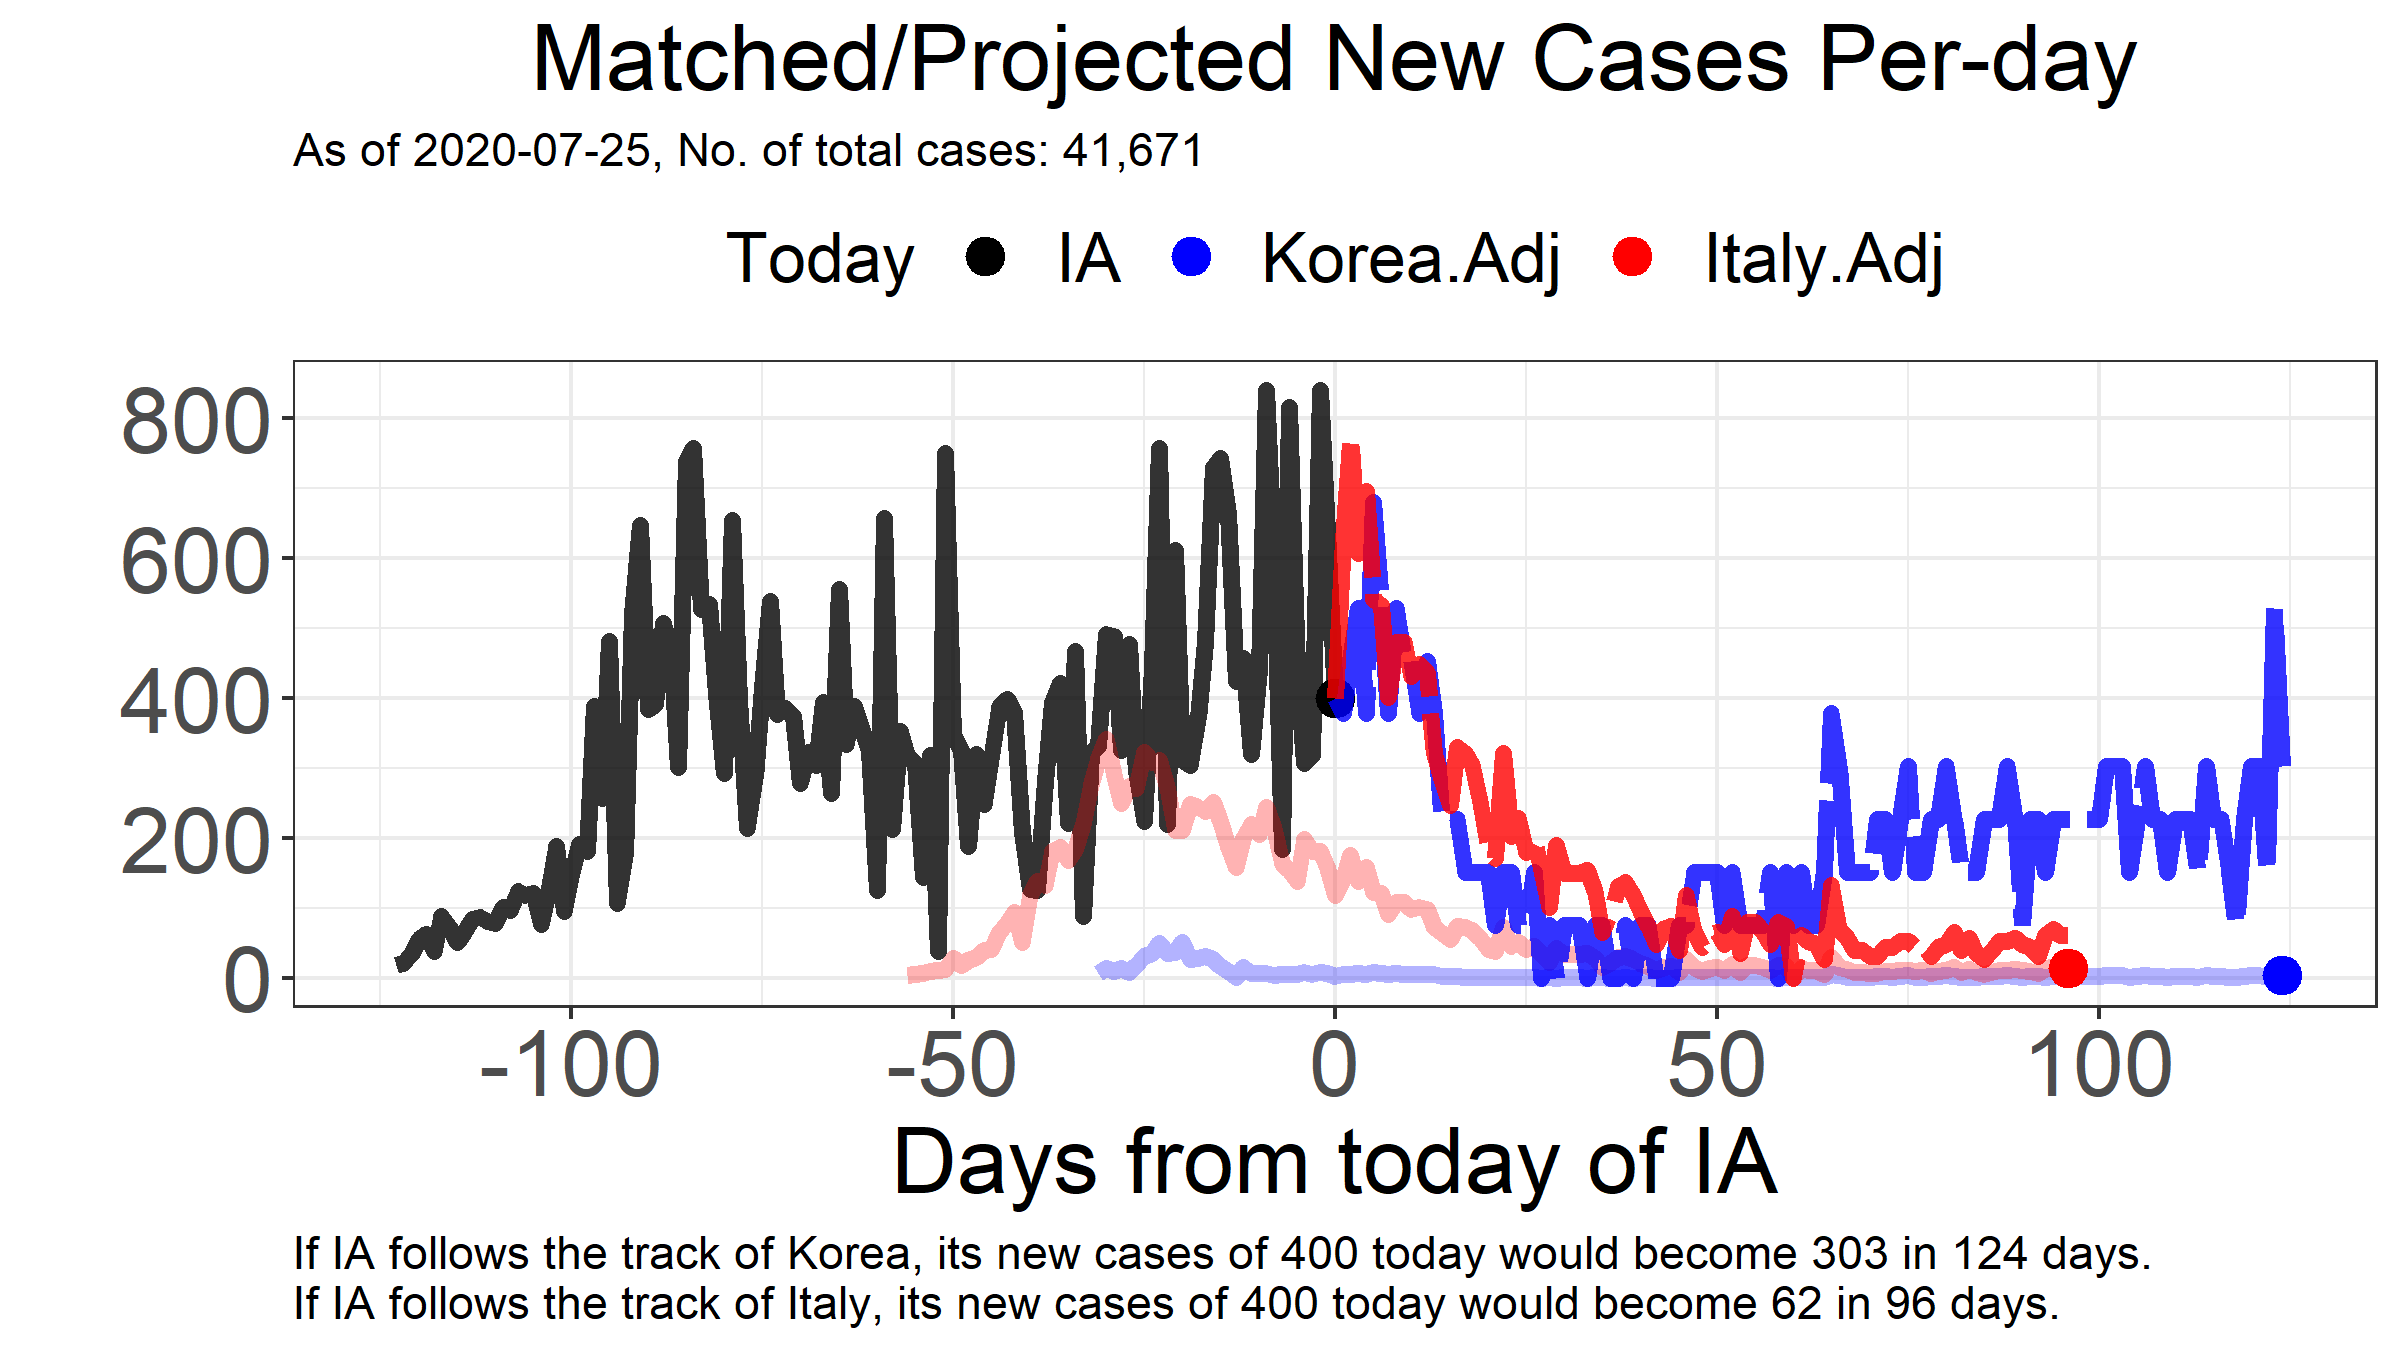 Matched/Projected New Cases Per-day
As of 2020-07-25, No. of total cases: 41,671
Today IA Korea.Adj Italy.Adj
800
600
400
200
0
-100 -50 0 50 100
Days from today of IA
If IA follows the track of Korea, its new cases of 400 today would become 303 in 124 days.
If IA follows the track of Italy, its new cases of 400 today would become 62 in 96 days.